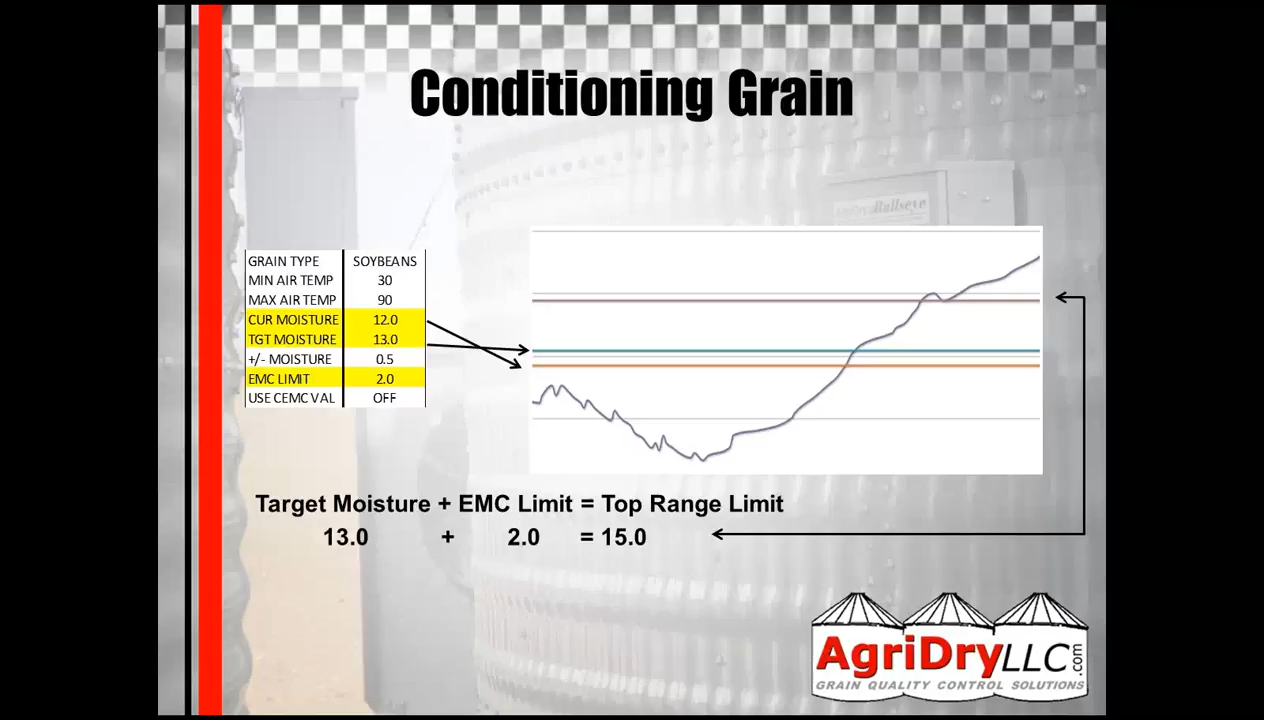 Conditioning Grain
Bullseye
GRAIN TYPE SOYBEANS
MIN AIR TEMP 30
MAX AIR TEMP 90
CUR MOISTURE 12.0
TGT MOISTURE 13.0
+/- MOISTURE 0.5
EMC LIMIT 2.0
USE CEMC VAL OFF
Target Moisture + EMC Limit = Top Range Limit
13.0 + 2.0 = 15.0
AgriDryLLC.com
GRAIN QUALITY CONTROL SOLUTIONS